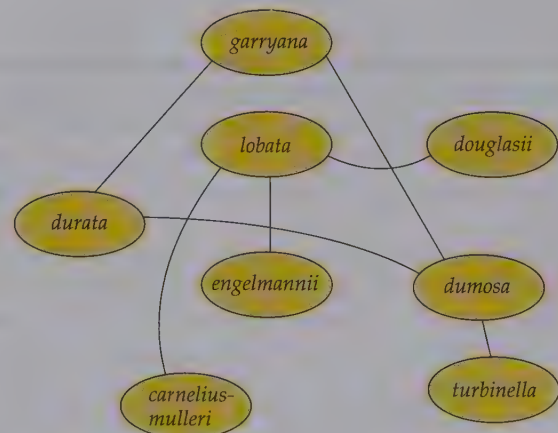 garryana
lobata
douglasii
durata
engelmannii
dumosa
carnelius-
mulleri
turbinella